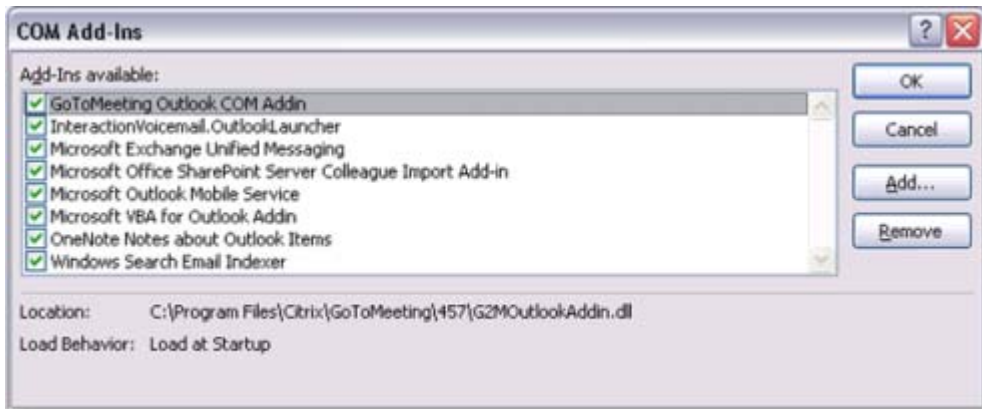 COM Add-Ins
?
Add-Ins available:
GoToMeeting Outlook COM Addin
InteractionVoicemail.OutlookLauncher
Microsoft Exchange Unified Messaging
Microsoft Office SharePoint Server Colleague Import Add-in
Microsoft Outlook Mobile Service
Microsoft VBA for Outlook Addin
OneNote Notes about Outlook Items
Windows Search Email Indexer
OK
Cancel
Add...
Remove
Location: C:\Program Files\Citrix\GoToMeeting\457\G2MOutlookAddin.dll
Load Behavior: Load at Startup